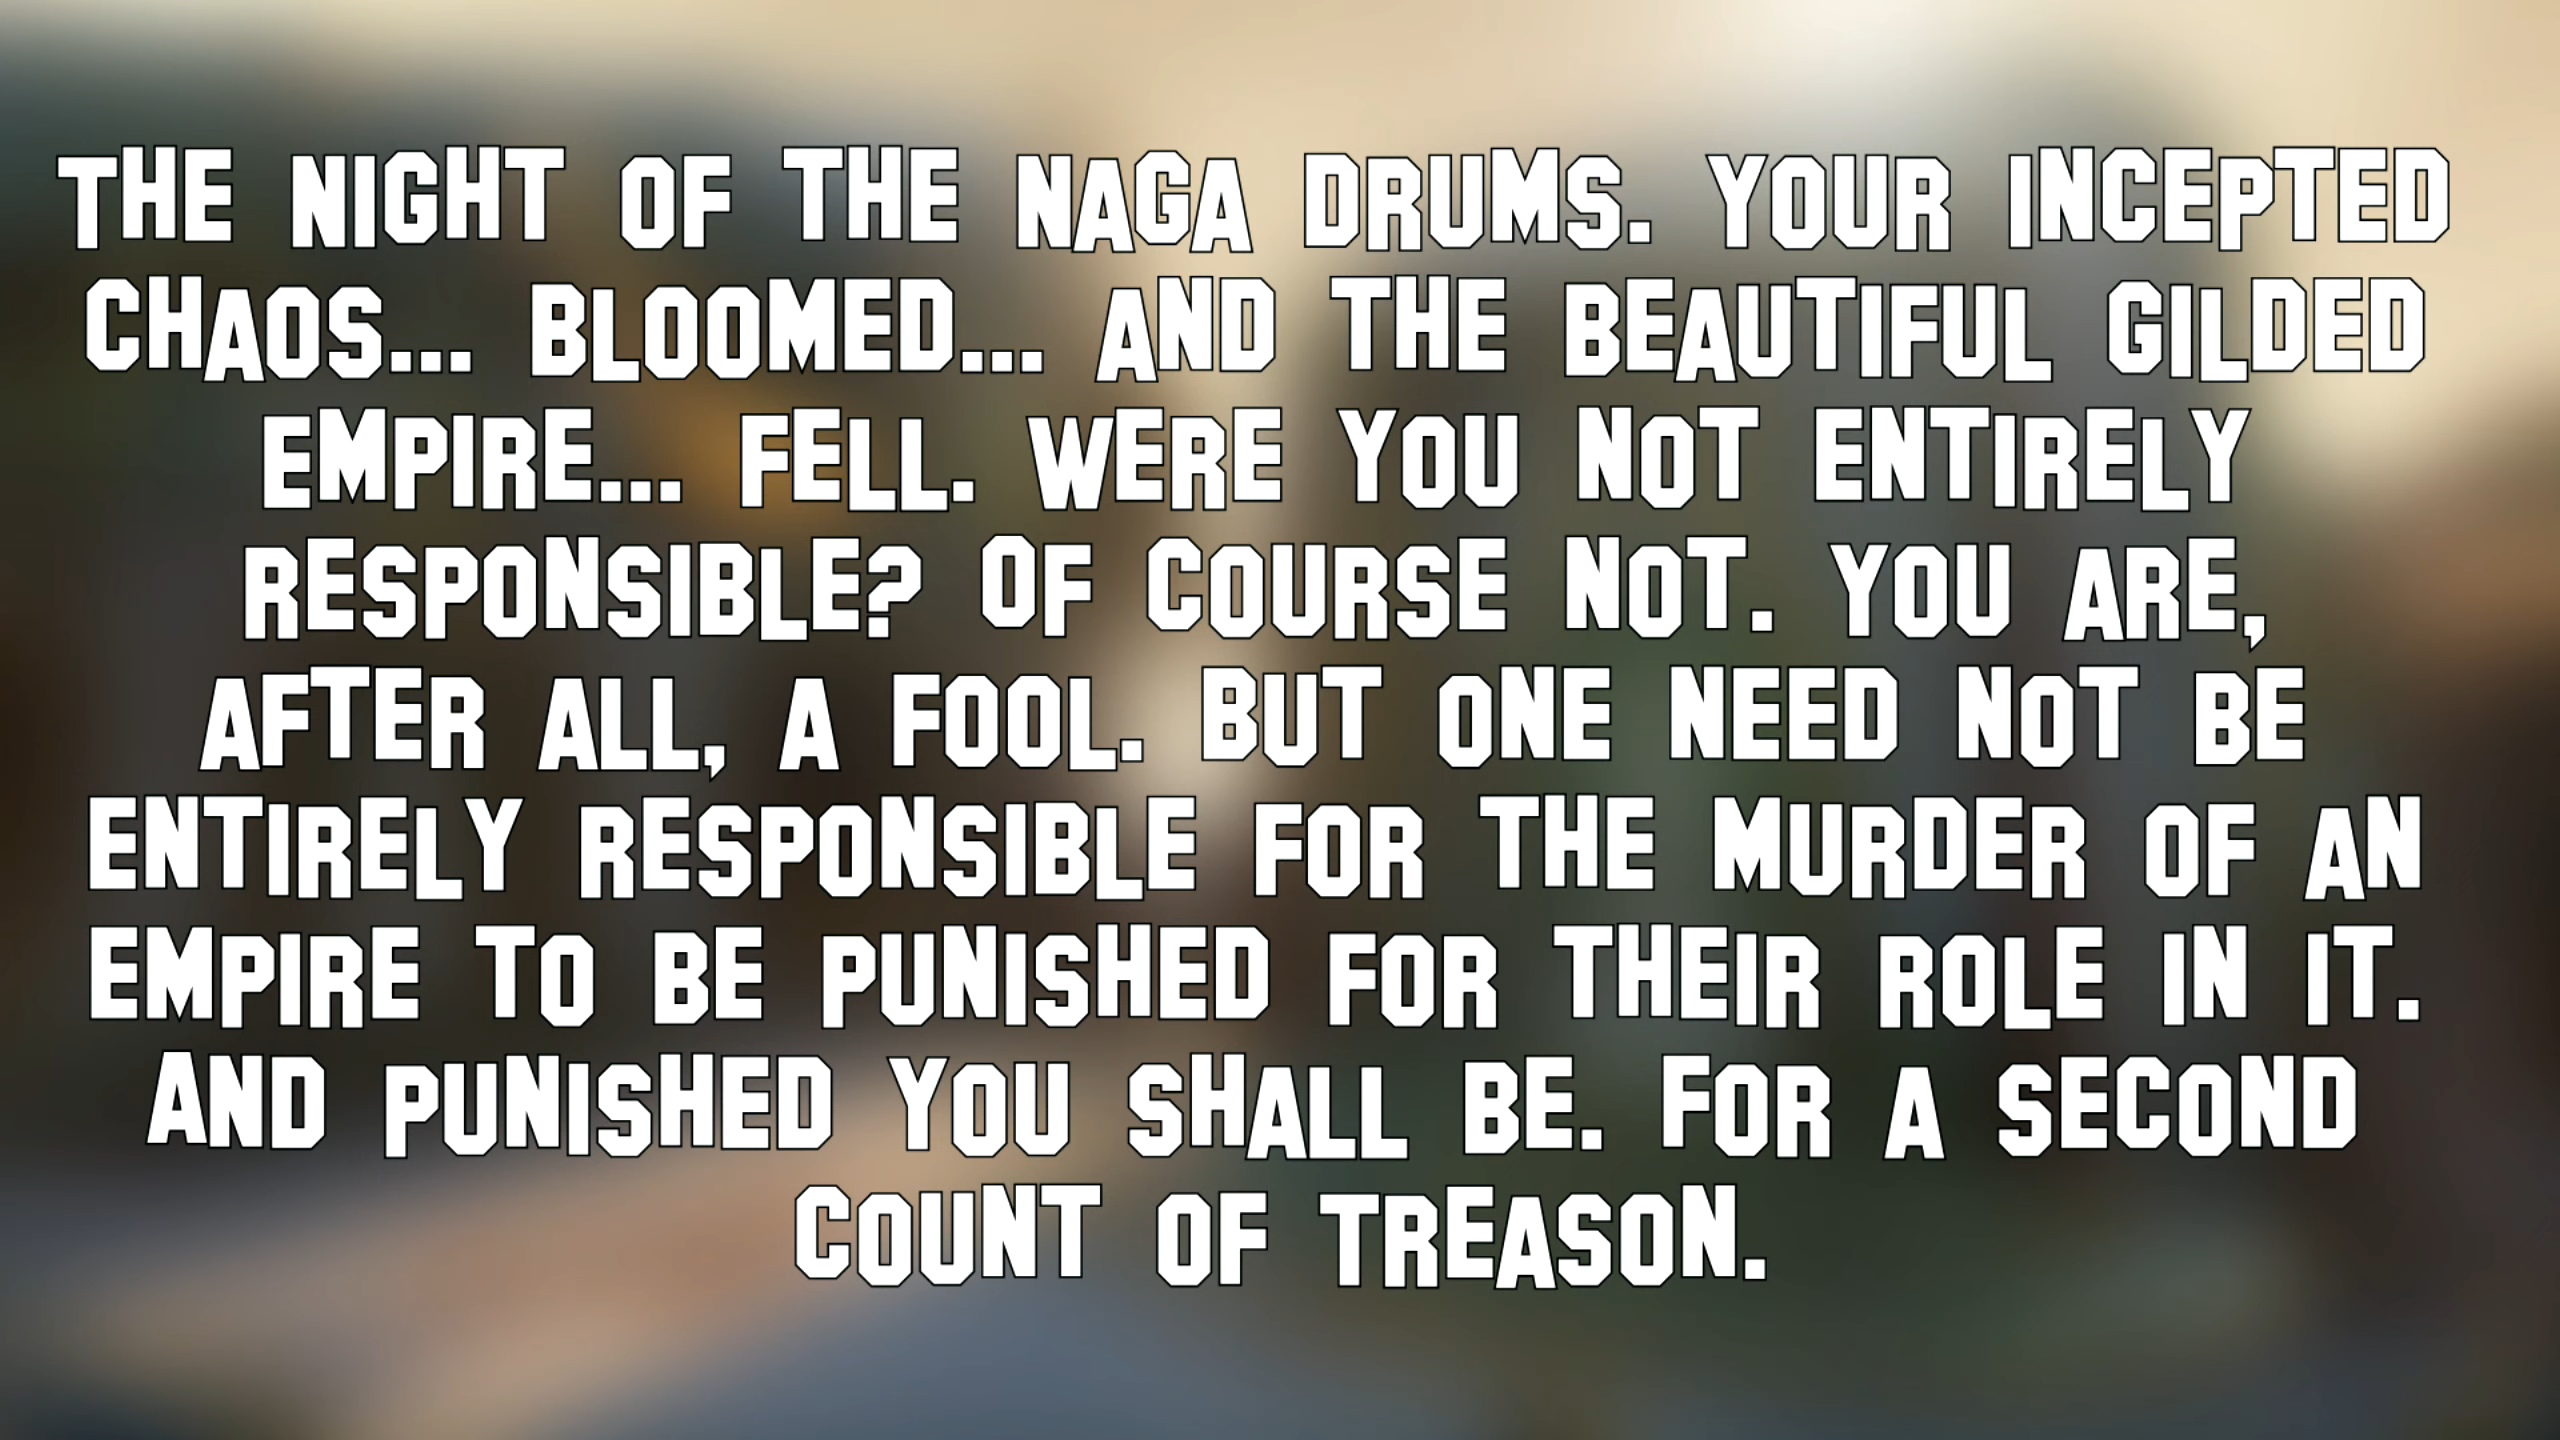 THE NIGHT OF THE NAGA DRUMS. YOUR INCEPTED
CHAOS... BLOOMED... AND THE BEAUTIFUL GILDED
EMPIRE... FELL. WERE YOU NOT ENTIRELY
RESPONSIBLE? OF COURSE NOT. YOU ARE,
AFTER ALL, A FOOL. BUT ONE NEED NOT BE
ENTIRELY RESPONSIBLE FOR THE MURDER OF AN
EMPIRE TO BE PUNISHED FOR THEIR ROLE IN IT.
AND PUNISHED YOU SHALL BE. FOR A SECOND
COUNT OF TREASON.